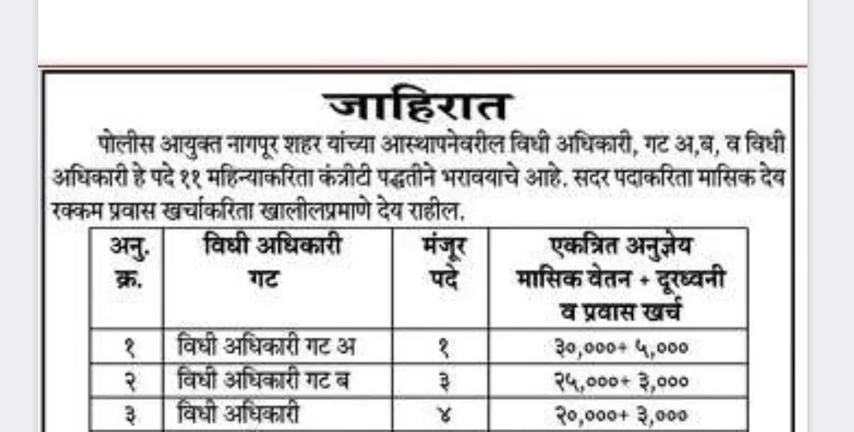 जाहिरात
पोलीस आयुक्त नागपूर शहर यांच्या आस्थापनेवरील विधी अधिकारी, गट अ,ब, व विधी
अधिकारी हे पदे ११ महिन्याकरिता कंत्रीटी पद्धतीने भरावयाचे आहे. सदर पदाकरिता मासिक देय
रक्कम प्रवास खर्चाकरिता खालीलप्रमाणे देय राहील.
अनु. विधी अधिकारी मंजूर एकत्रित अनुज्ञेय
क्र. गट पदे मासिक वेतन + दूरध्वनी
व प्रवास खर्च
१ विधी अधिकारी गट अ १ ३०,०००+ ५,०००
२ विधी अधिकारी गट ब ३ २५,०००+ ३,०००
३ विधी अधिकारी ४ २०,०००+ ३,०००